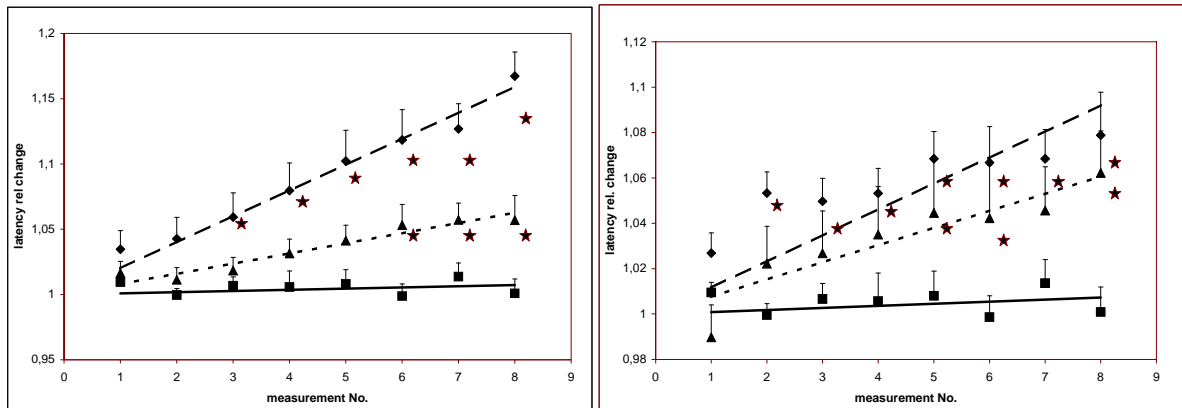 1,2
1,15
1,1
1,05
1
0,95
latency rel change
0 1 2 3 4 5 6 7 8 9
measurement No.
1,12
1,1
1,08
1,06
1,04
1,02
1
0,98
latency rel. change
0 1 2 3 4 5 6 7 8 9
measurement No.